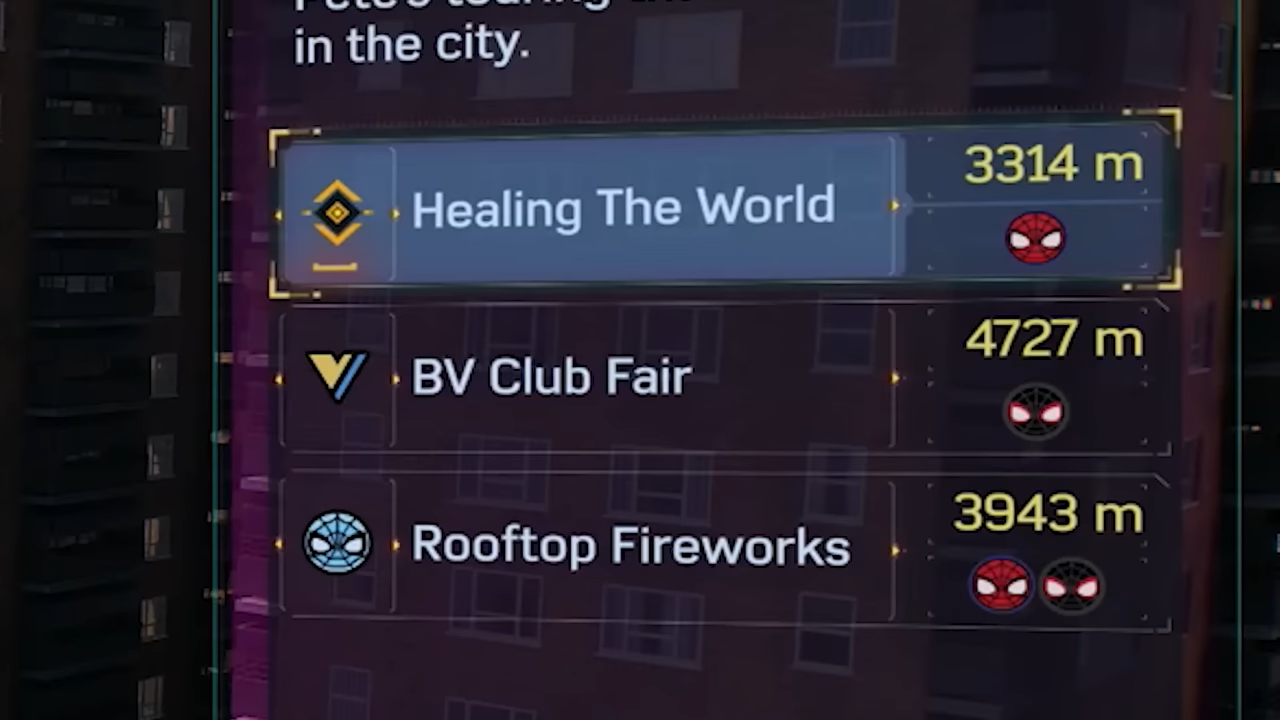 in the city.
Healing The World
3314 m
BV Club Fair
4727 m
Rooftop Fireworks
3943 m